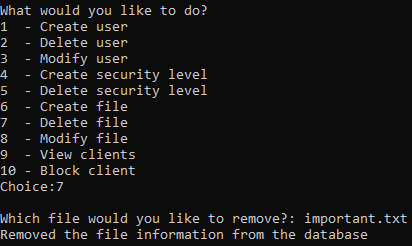 What would you like to do?
1  - Create user
2  - Delete user
3  - Modify user
4  - Create security level
5  - Delete security level
6  - Create file
7  - Delete file
8  - Modify file
9  - View clients
10 - Block client
Choice:7
Which file would you like to remove?: important.txt
Removed the file information from the database